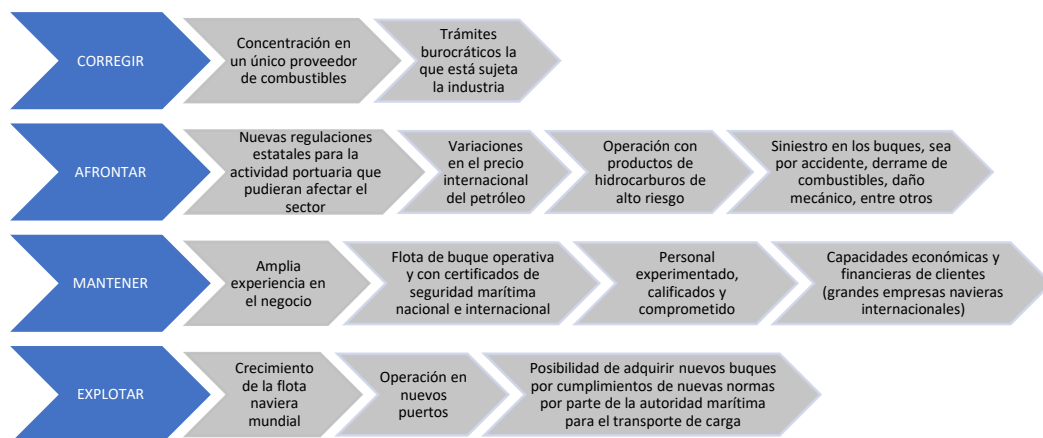 CORREGIR
Concentración en
un único proveedor
de combustibles
Trámites
burocráticos la
que está sujeta
la industria
AFRONTAR
Nuevas regulaciones
estatales para la
actividad portuaria que
pudieran afectar el
sector
Variaciones
en el precio
internacional
del petróleo
Operación con
productos de
hidrocarburos de
alto riesgo
Siniestro en los buques, sea
por accidente, derrame de
combustibles, daño
mecánico, entre otros
MANTENER
Amplia
experiencia en
el negocio
Flota de buque operativa
y con certificados de
seguridad marítima
nacional e internacional
Personal
experimentado,
calificados y
comprometido
Capacidades económicas y
financieras de clientes
(grandes empresas navieras
internacionales)
EXPLOTAR
Crecimiento
de la flota
naviera
mundial
Operación en
nuevos
puertos
Posibilidad de adquirir nuevos buques
por cumplimientos de nuevas normas
por parte de la autoridad marítima
para el transporte de carga